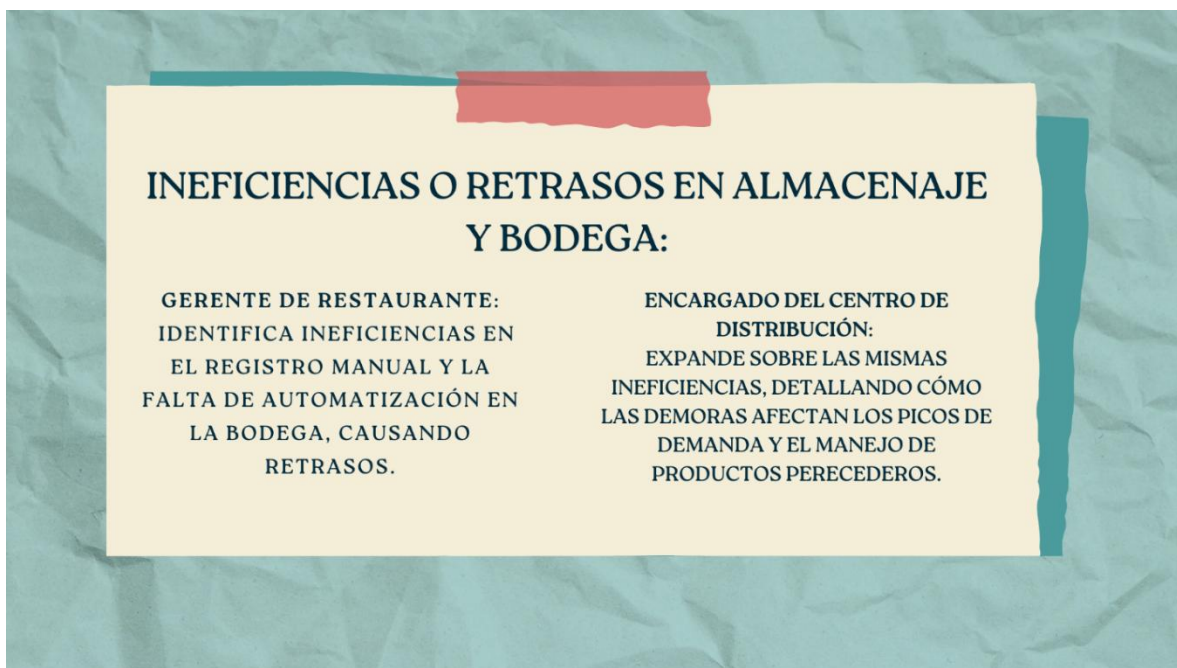 INEFICIENCIAS O RETRASOS EN ALMACENAJE
Y BODEGA:
GERENTE DE RESTAURANTE:
IDENTIFICA INEFICIENCIAS EN
EL REGISTRO MANUAL Y LA
FALTA DE AUTOMATIZACIÓN EN
LA BODEGA, CAUSANDO
RETRASOS.
ENCARGADO DEL CENTRO DE
DISTRIBUCIÓN:
EXPANDE SOBRE LAS MISMAS
INEFICIENCIAS, DETALLANDO CÓMO
LAS DEMORAS AFECTAN LOS PICOS DE
DEMANDA Y EL MANEJO DE
PRODUCTOS PERECEDEROS.